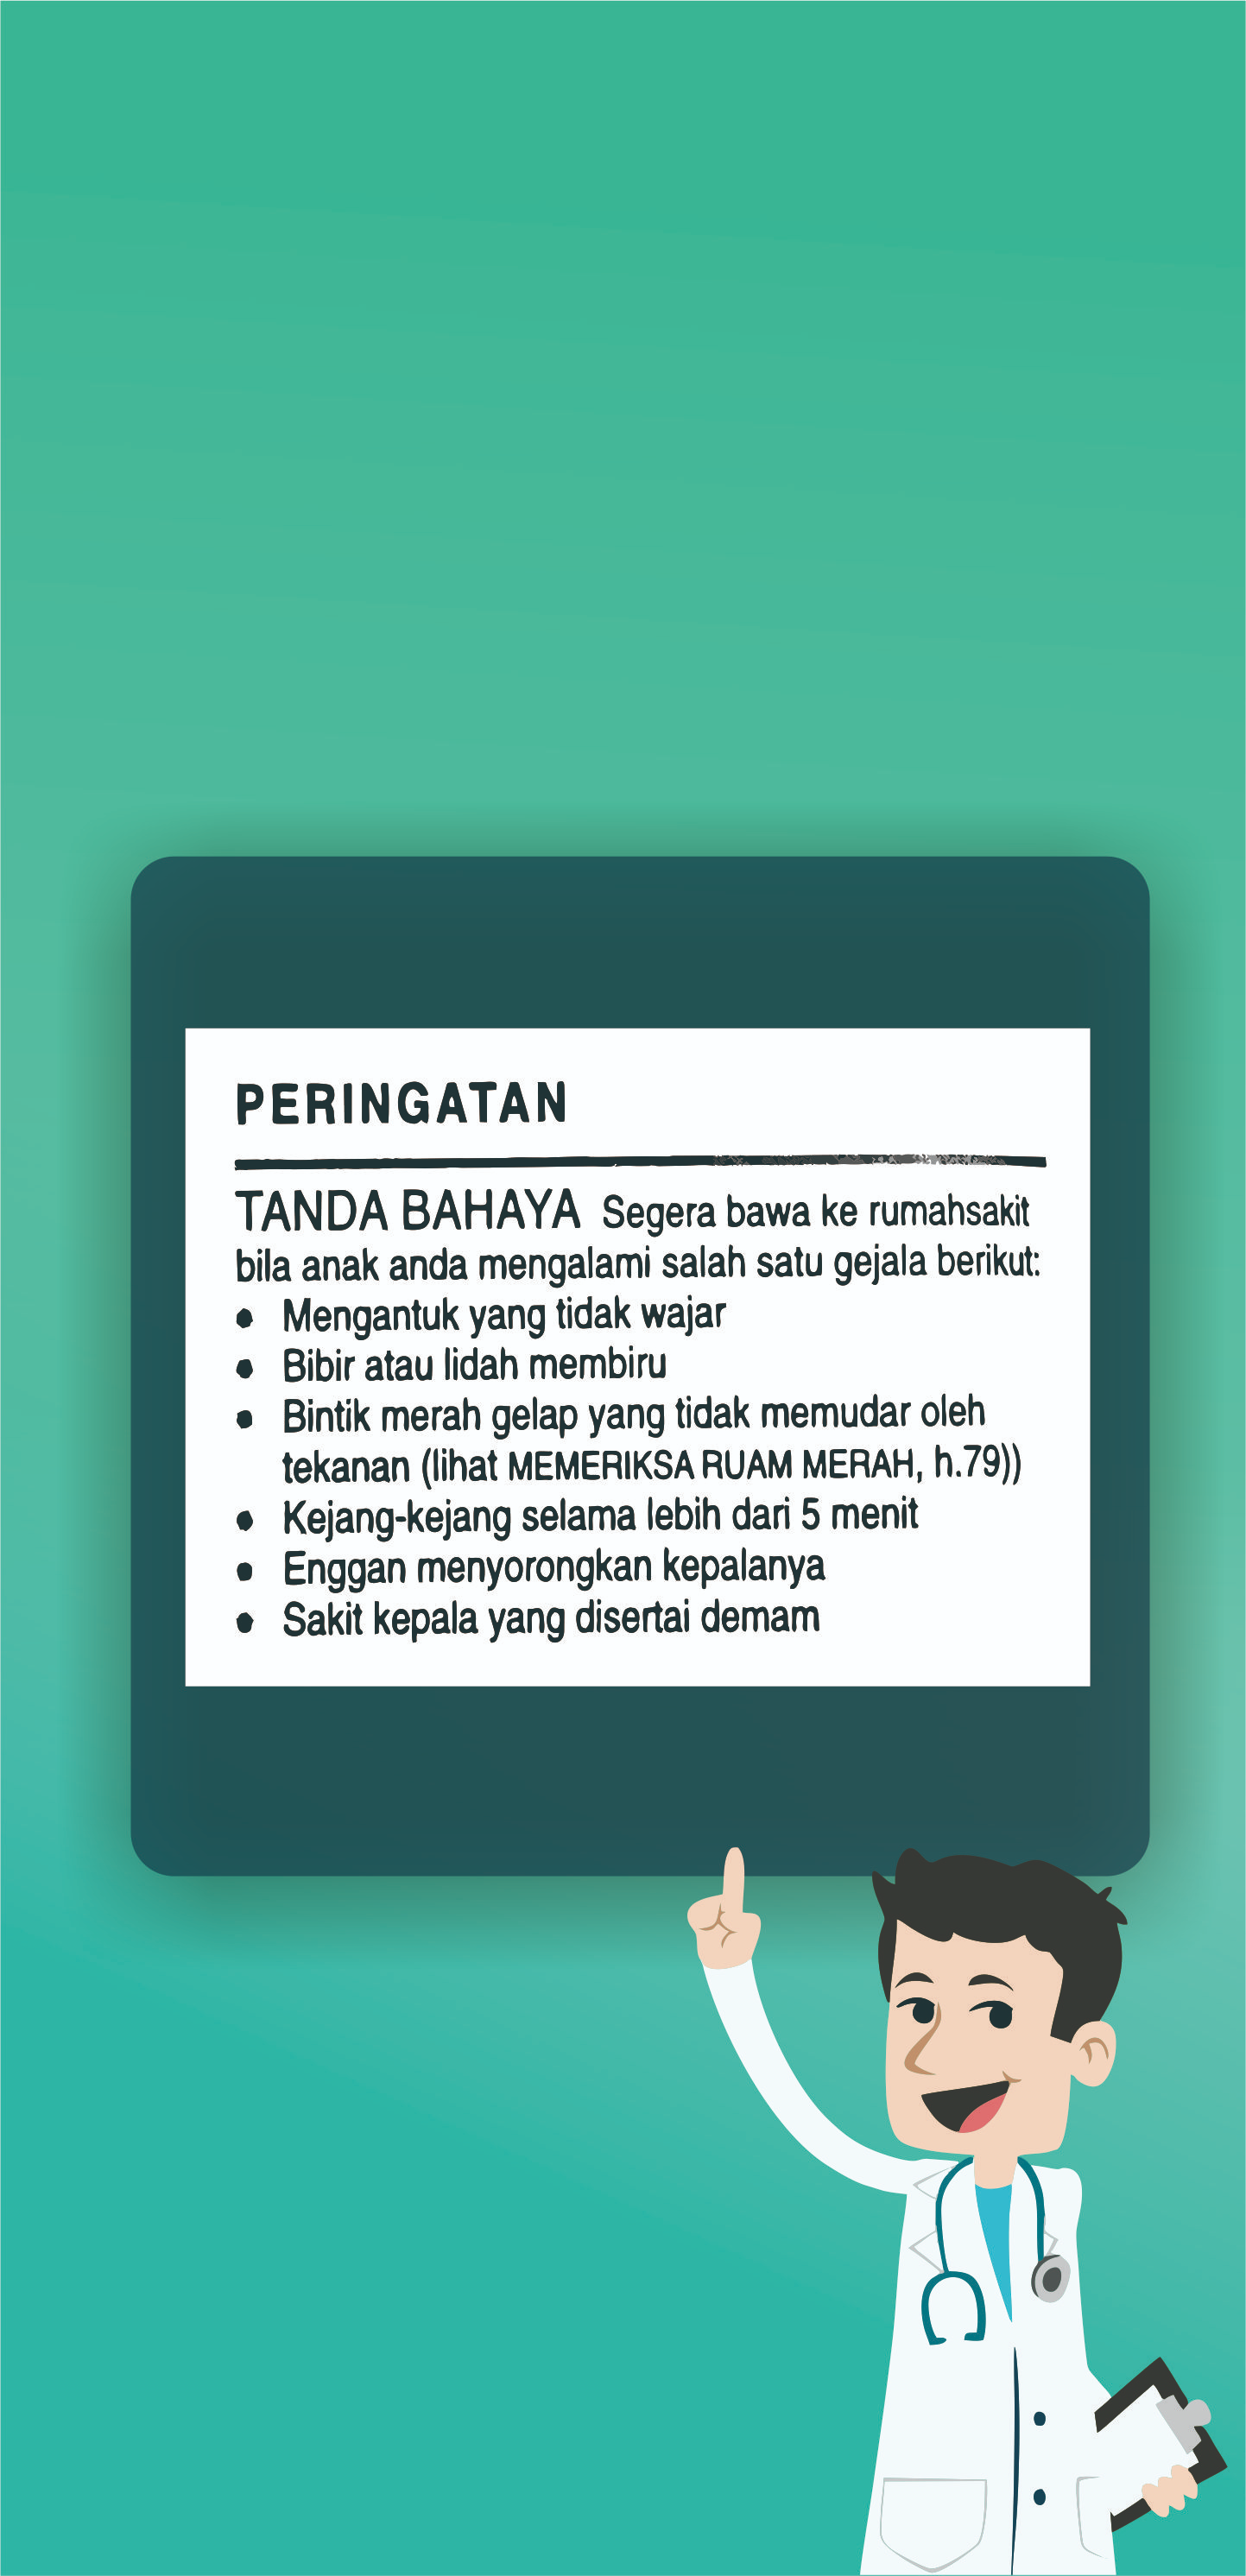 PERINGATAN
TANDA BAHAYA Segera bawa ke rumahsakit
bila anak anda mengalami salah satu gejala berikut:
• Mengantuk yang tidak wajar
• Bibir atau lidah membiru
• Bintik merah gelap yang tidak memudar oleh
tekanan (lihat MEMERIKSA RUAM MERAH, h.79))
• Kejang-kejang selama lebih dari 5 menit
• Enggan menyorongkan kepalanya
• Sakit kepala yang disertai demam